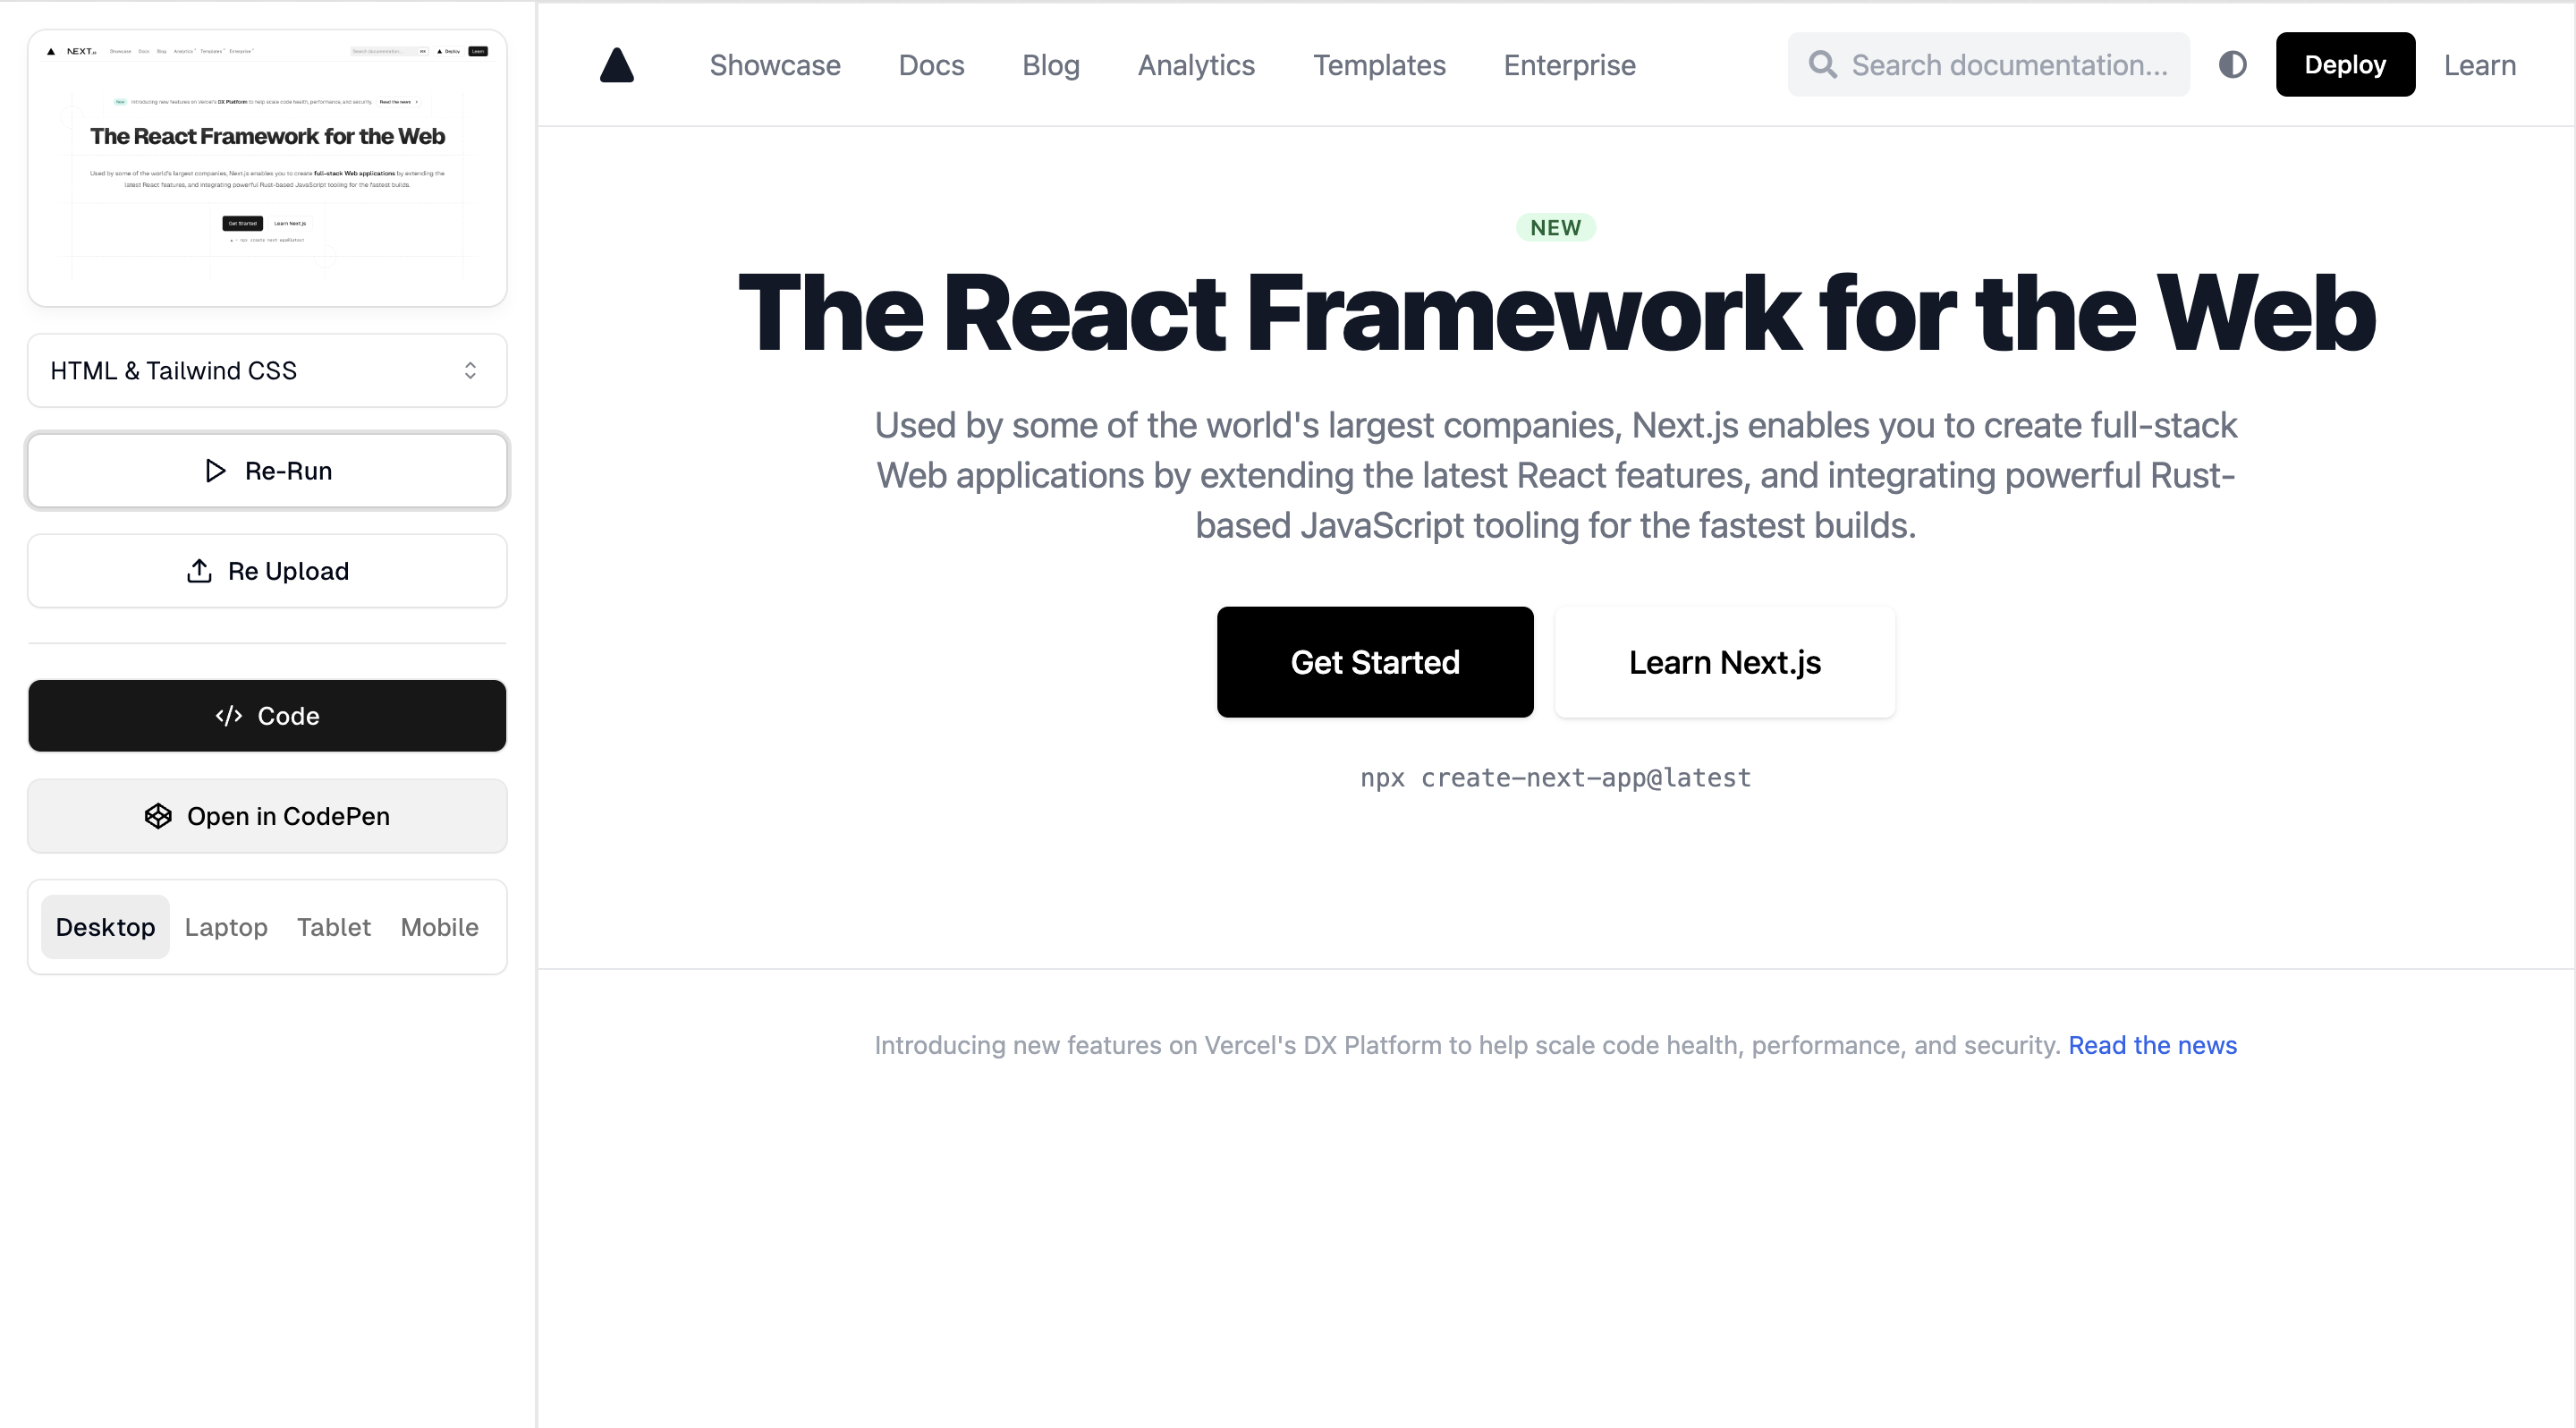 NEXT.js Showcase Docs Blog Analytics Templates Enterprise Search documentation... Deploy Learn
New Introducing new features on Vercel's DX Platform to help scale code health, performance, and security. Read the news
The React Framework for the Web
Used by some of the world's largest companies, Next.js enables you to create full-stack Web applications by extending the
latest React features, and integrating powerful Rust-based JavaScript tooling for the fastest builds.
Get Started Learn Next.js
npx create-next-app@latest
HTML & Tailwind CSS
Re-Run
Re Upload
</> Code
Open in CodePen
Desktop Laptop Tablet Mobile
Showcase Docs Blog Analytics Templates Enterprise Search documentation... Deploy Learn
NEW
The React Framework for the Web
Used by some of the world's largest companies, Next.js enables you to create full-stack
Web applications by extending the latest React features, and integrating powerful Rust-
based JavaScript tooling for the fastest builds.
Get Started Learn Next.js
npx create-next-app@latest
Introducing new features on Vercel's DX Platform to help scale code health, performance, and security. Read the news